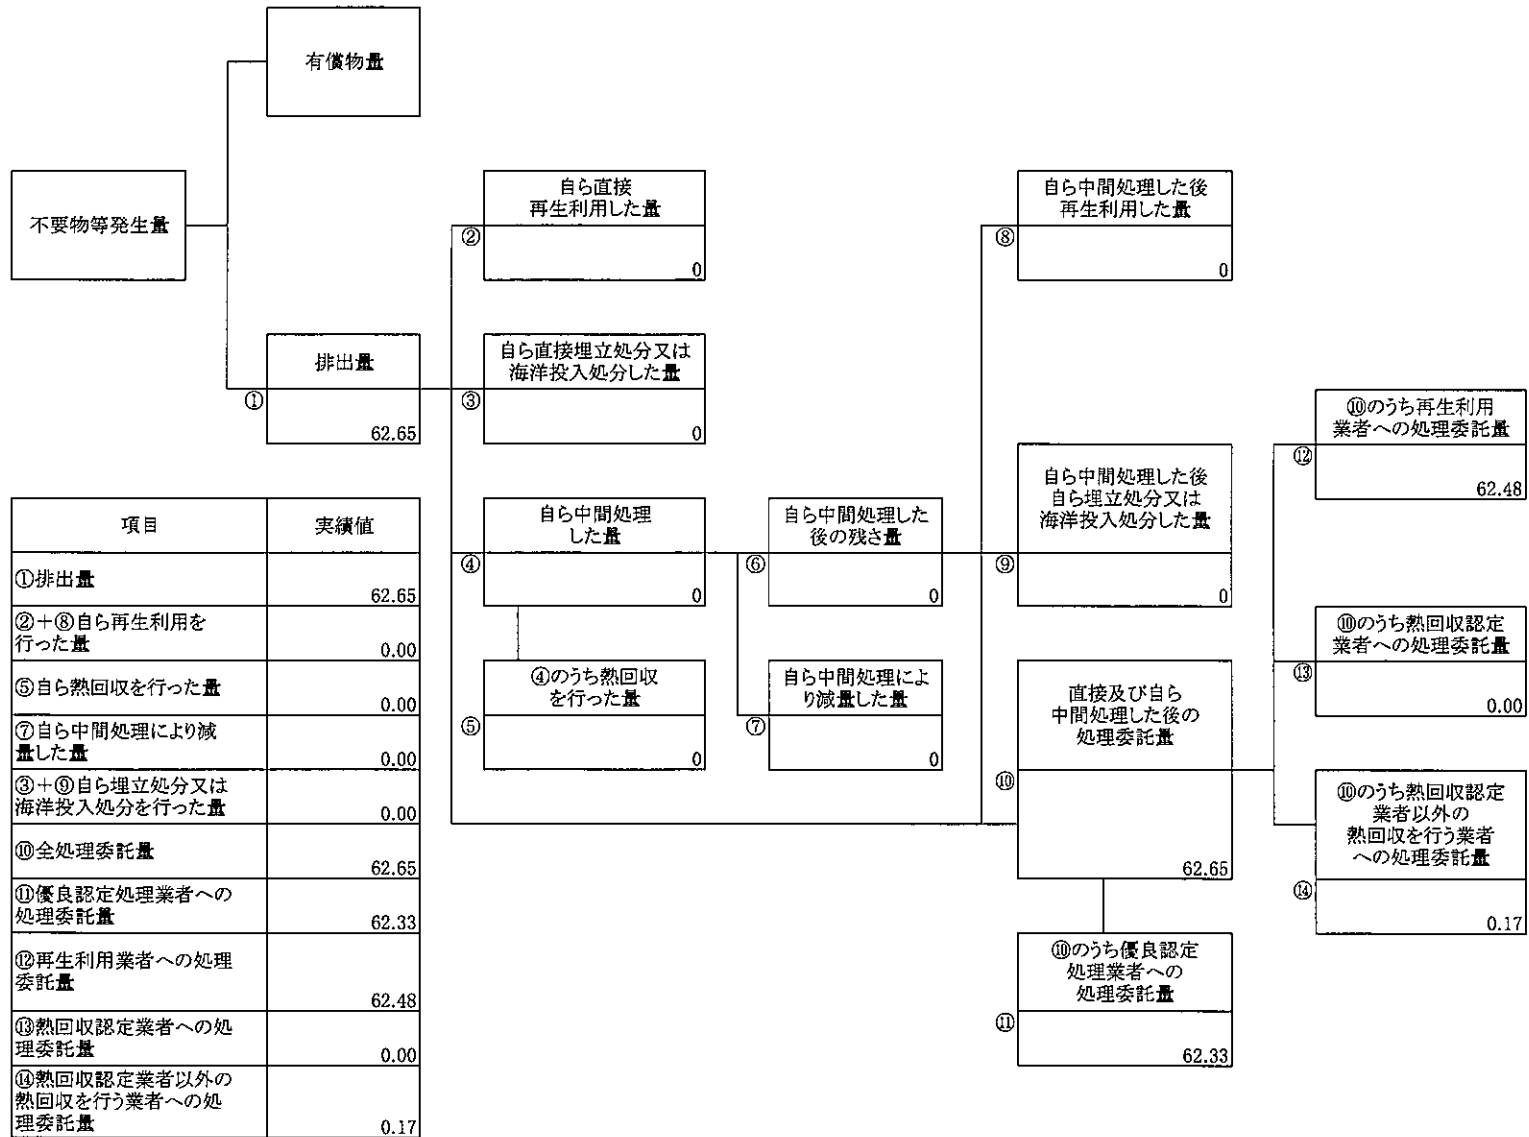 有償物量
不要物等発生量
自ら直接
再生利用した量
②
0
自ら中間処理した後
再生利用した量
⑧
0
排出量
①
62.65
自ら直接埋立処分又は
海洋投入処分した量
③
0
⑩のうち再生利用
業者への処理委託量
⑫
62.48
自ら中間処理
した量
④
0
自ら中間処理した
後の残さ量
⑥
0
自ら中間処理した後
自ら埋立処分又は
海洋投入処分した量
⑨
0
⑩のうち熱回収認定
業者への処理委託量
⑬
0.00
④のうち熱回収
を行った量
⑤
0
自ら中間処理によ
り減量した量
⑦
0
直接及び自ら
中間処理した後の
処理委託量
⑩
62.65
⑩のうち熱回収認定
業者以外の
熱回収を行う業者
への処理委託量
⑭
0.17
⑩のうち優良認定
処理業者への
処理委託量
⑪
62.33
項目 実績値
①排出量 62.65
②+⑧自ら再生利用を
行った量 0.00
⑤自ら熱回収を行った量 0.00
⑦自ら中間処理により減
量した量 0.00
③+⑨自ら埋立処分又は
海洋投入処分を行った量 0.00
⑩全処理委託量 62.65
⑪優良認定処理業者への
処理委託量 62.33
⑫再生利用業者への処理
委託量 62.48
⑬熱回収認定業者への処
理委託量 0.00
⑭熱回収認定業者以外の
熱回収を行う業者への処
理委託量 0.17